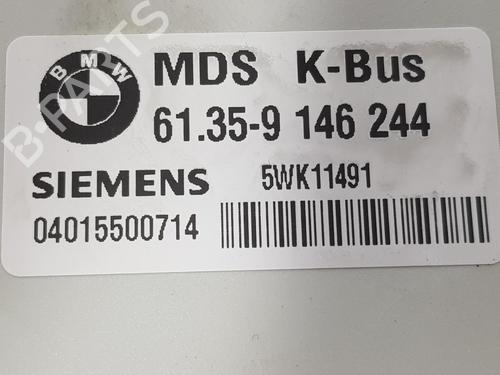 B-PARTS
BMW
MDS K-Bus
61.35-9 146 244
SIEMENS 5WK11491
04015500714